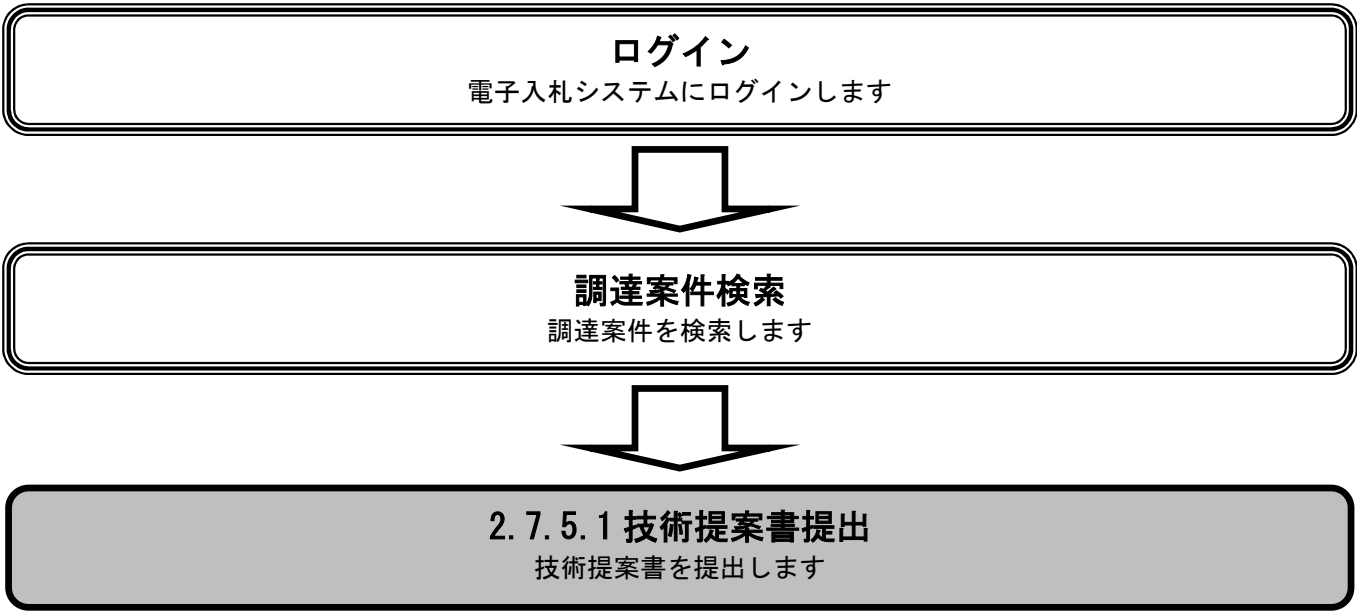 ログイン
電子入札システムにログインします
調達案件検索
調達案件を検索します
2.7.5.1 技術提案書提出
技術提案書を提出します